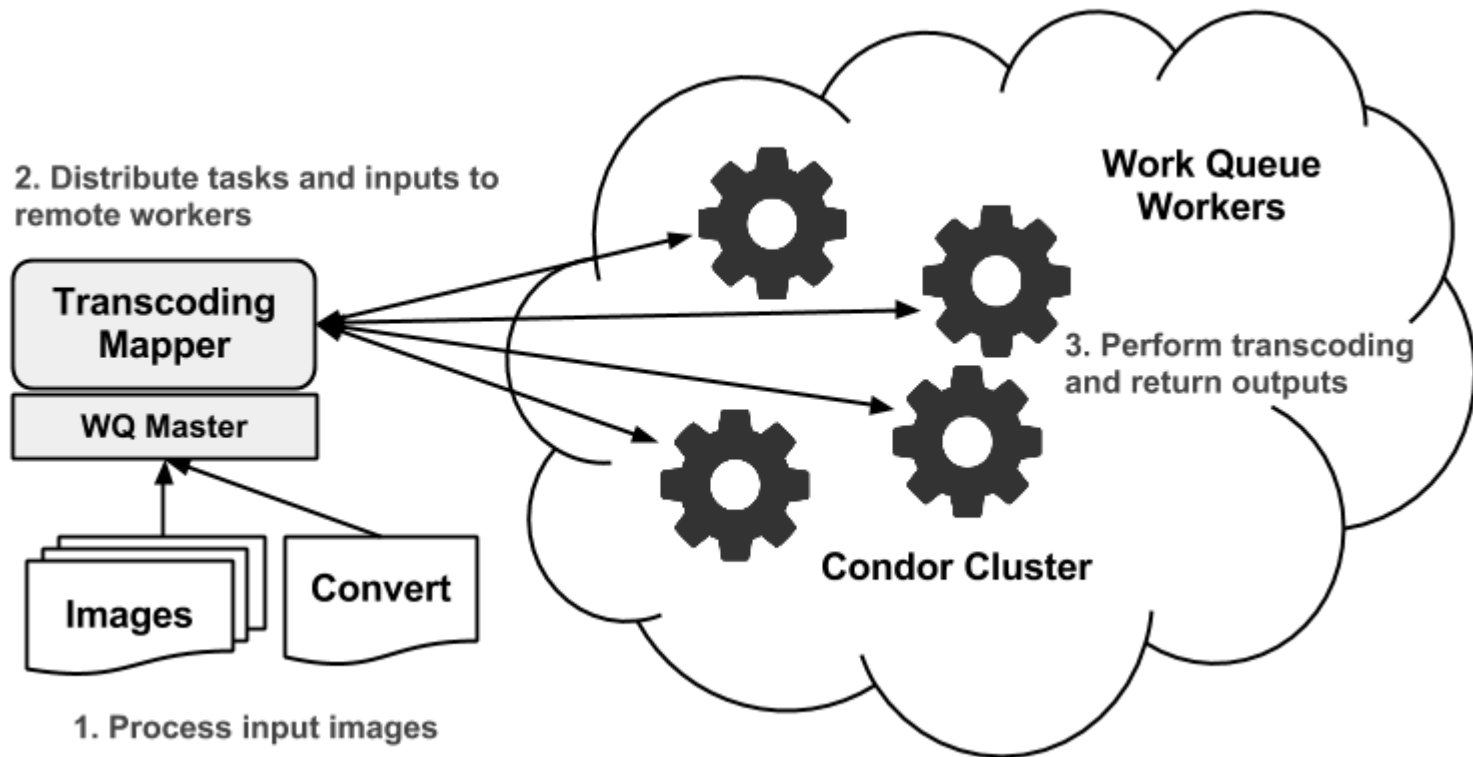 2. Distribute tasks and inputs to
remote workers
Transcoding
Mapper
WQ Master
Images
Convert
1. Process input images
Work Queue
Workers
3. Perform transcoding
and return outputs
Condor Cluster